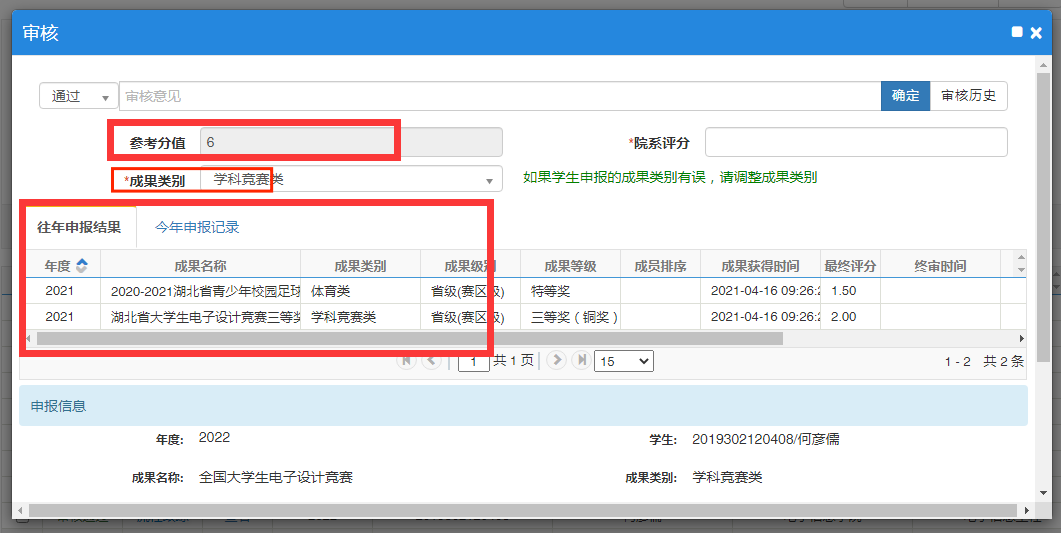 审核
通过 审核意见 确定 审核历史
参考分值 6 *院系评分
*成果类别 学科竞赛类 如果学生申报的成果类别有误，请调整成果类别
往年申报结果 今年申报记录
年度 成果名称 成果类别 成果级别 成果等级 成员排序 成果获得时间 最终评分 终审时间
2021 2020-2021湖北省青少年校园足球 体育类 省级(赛区级) 特等奖 2021-04-16 09:26:2 1.50
2021 湖北省大学生电子设计竞赛三等奖 学科竞赛类 省级(赛区级) 三等奖（铜奖） 2021-04-16 09:26:2 2.00
1 共 1 页 15 1 - 2 共 2 条
申报信息
年度: 2022 学生: 2019302120408/何彦儒
成果名称: 全国大学生电子设计竞赛 成果类别: 学科竞赛类